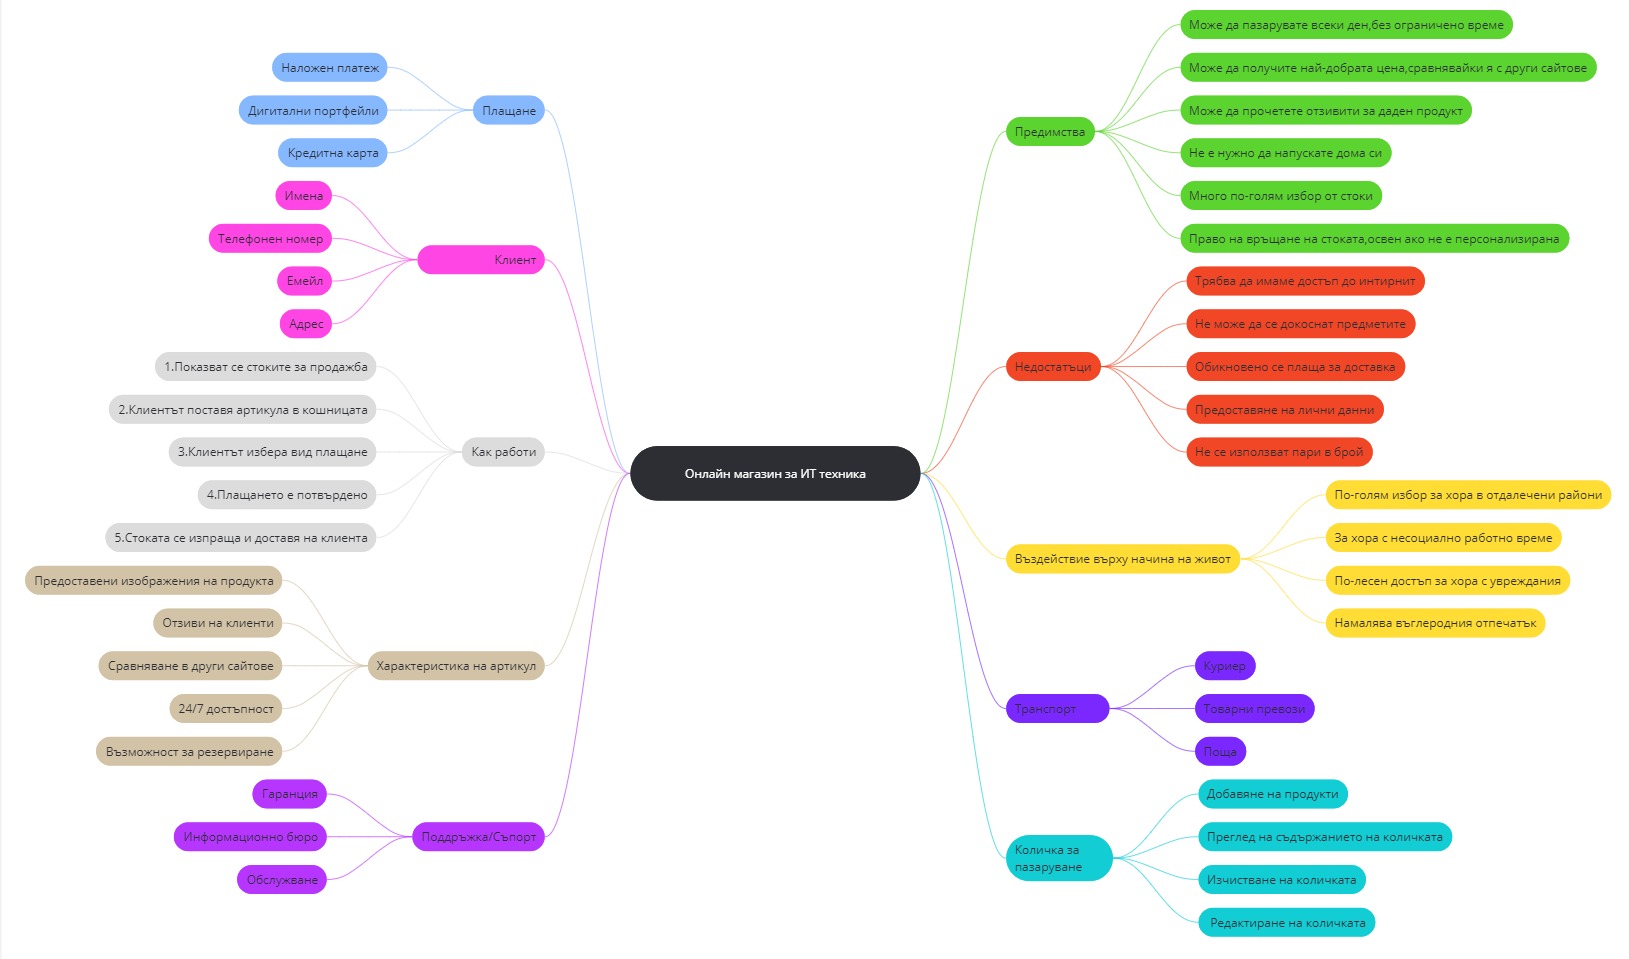 Онлайн магазин за ИТ техника
Плащане
Наложен платеж
Дигитални портфейли
Кредитна карта
Клиент
Имена
Телефонен номер
Емейл
Адрес
Как работи
1.Показват се стоките за продажба
2.Клиентът поставя артикула в кошницата
3.Клиентът избера вид плащане
4.Плащането е потвърдено
5.Стоката се изпраща и доставя на клиента
Характеристика на артикул
Предоставени изображения на продукта
Отзиви на клиенти
Сравняване в други сайтове
24/7 достъпност
Възможност за резервиране
Поддръжка/Съпорт
Гаранция
Информационно бюро
Обслужване
Предимства
Може да пазарувате всеки ден,без ограничено време
Може да получите най-добрата цена,сравнявайки я с други сайтове
Може да прочетете отзивити за даден продукт
Не е нужно да напускате дома си
Много по-голям избор от стоки
Право на връщане на стоката,освен ако не е персонализирана
Недостатъци
Трябва да имаме достъп до интирнит
Не може да се докоснат предметите
Обикновено се плаща за доставка
Предоставяне на лични данни
Не се използват пари в брой
Въздействие върху начина на живот
По-голям избор за хора в отдалечени райони
За хора с несоциално работно време
По-лесен достъп за хора с увреждания
Намалява въглеродния отпечатък
Транспорт
Куриер
Товарни превози
Поща
Количка за
пазаруване
Добавяне на продукти
Преглед на съдържанието на количката
Изчистване на количката
Редактиране на количката